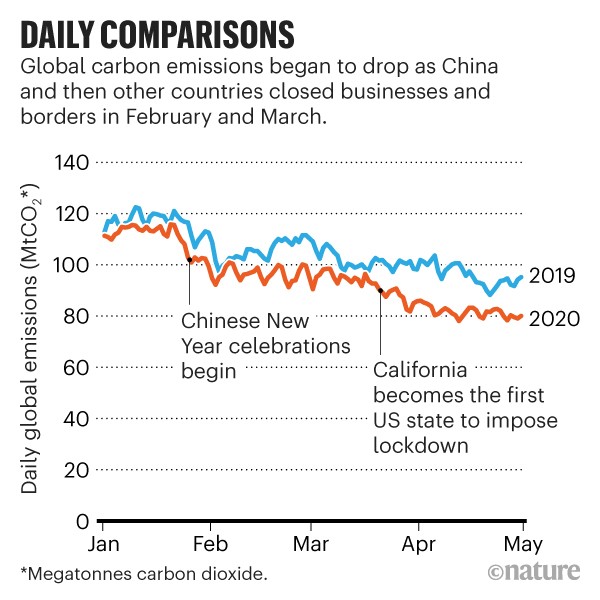 DAILY COMPARISONS
Global carbon emissions began to drop as China
and then other countries closed businesses and
borders in February and March.
Daily global emissions (MtCO₂*)
140
120
100
80
60
40
20
0
2019
2020
Chinese New
Year celebrations
begin
California
becomes the first
US state to impose
lockdown
Jan Feb Mar Apr May
*Megatonnes carbon dioxide.
©nature